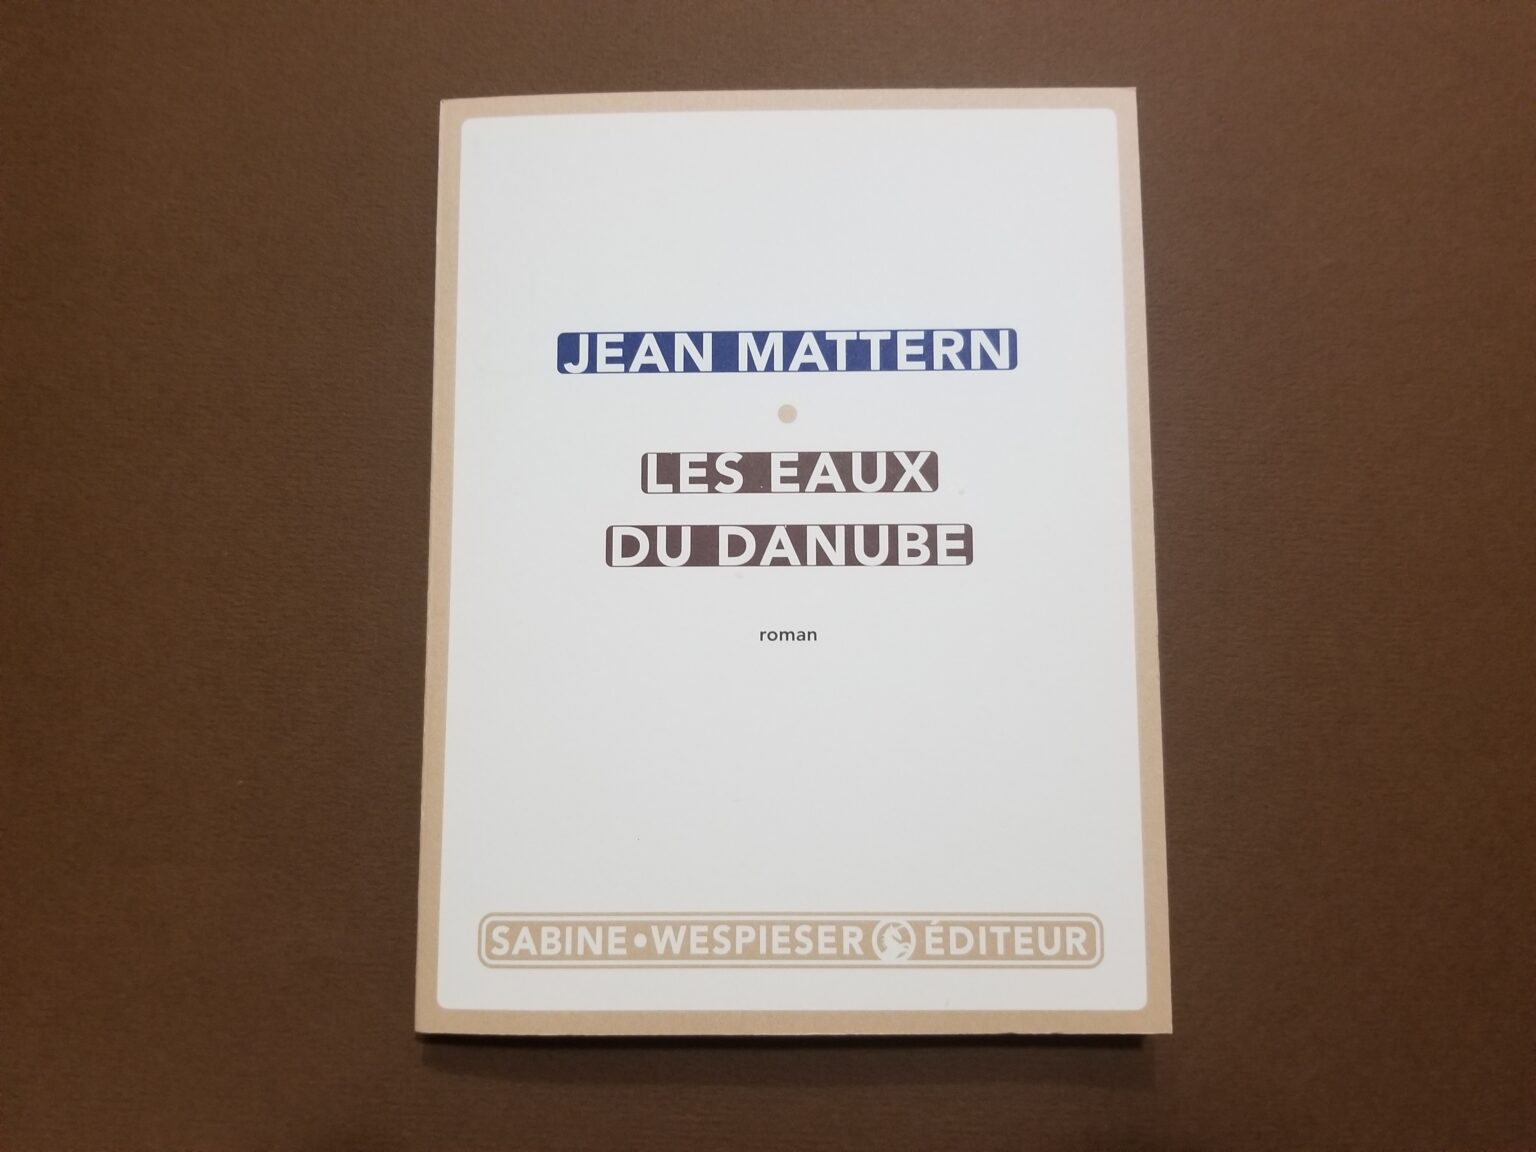 JEAN MATTERN
LES EAUX
DU DANUBE
roman
SABINE•WESPIESER ÉDITEUR